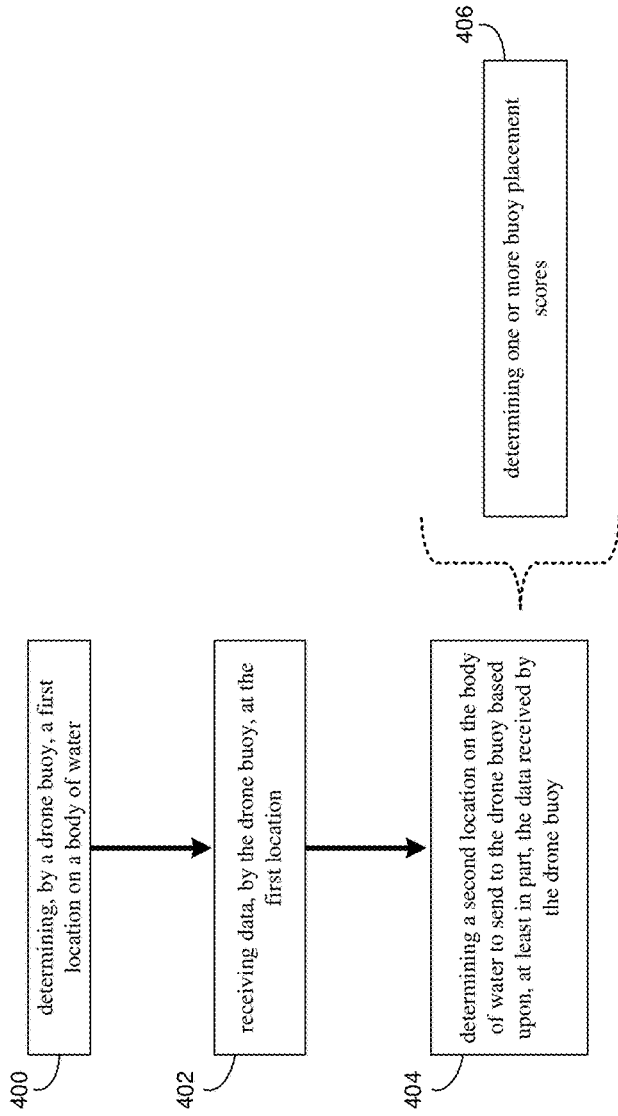 400
determining, by a drone buoy, a first
location on a body of water
402
receiving data, by the drone buoy, at the
first location
404
determining a second location on the body
of water to send to the drone buoy based
upon, at least in part, the data received by
the drone buoy
406
determining one or more buoy placement
scores